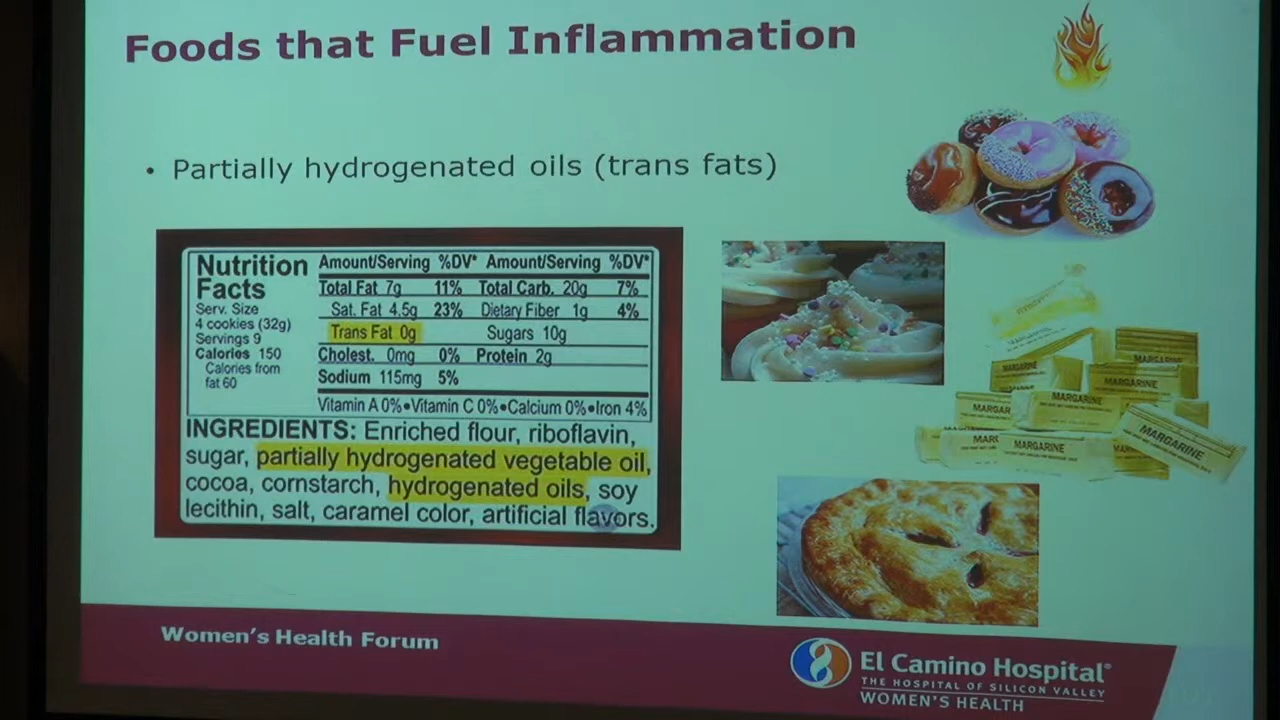 Foods that Fuel Inflammation
• Partially hydrogenated oils (trans fats)
Nutrition
Facts
Serv. Size
4 cookies (32g)
Servings 9
Calories 150
Calories from
fat 60
Amount/Serving %DV* Amount/Serving %DV*
Total Fat 7g 11% Total Carb. 20g 7%
Sat. Fat 4.5g 23% Dietary Fiber 1g 4%
Trans Fat 0g Sugars 10g
Cholest. 0mg 0% Protein 2g
Sodium 115mg 5%
Vitamin A 0%•Vitamin C 0%•Calcium 0%•Iron 4%
INGREDIENTS: Enriched flour, riboflavin,
sugar, partially hydrogenated vegetable oil,
cocoa, cornstarch, hydrogenated oils, soy
lecithin, salt, caramel color, artificial flavors.
MARGARINE
MARGARINE
MARGARINE
MARGARINE
MARGARINE
MARGARINE
Women's Health Forum
El Camino Hospital®
THE HOSPITAL OF SILICON VALLEY
WOMEN'S HEALTH